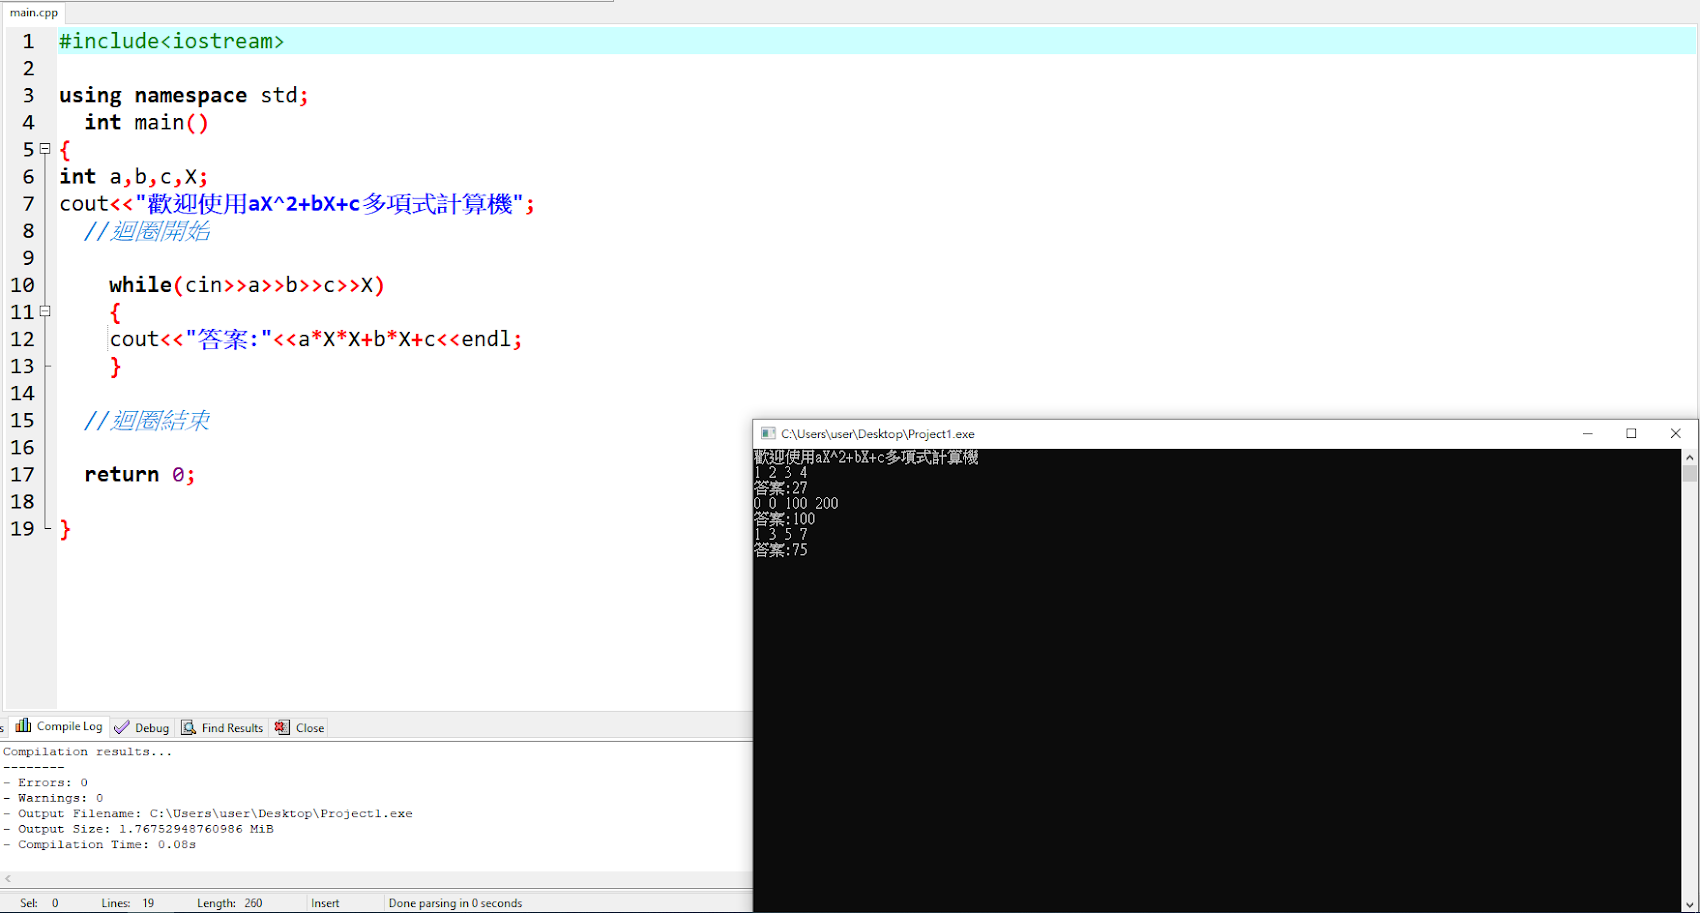 main.cpp
1 #include<iostream>
2
3 using namespace std;
4 int main()
5 {
6 int a,b,c,X;
7 cout<<"歡迎使用aX^2+bX+c多項式計算機";
8 //迴圈開始
9
10 while(cin>>a>>b>>c>>X)
11 {
12 cout<<"答案:"<<a*X*X+b*X+c<<endl;
13 }
14
15 //迴圈結束
16
17 return 0;
18
19 }
C:\Users\user\Desktop\Project1.exe
歡迎使用aX^2+bX+c多項式計算機
1 2 3 4
答案:27
0 0 100 200
答案:100
1 3 5 7
答案:75
s Compile Log Debug Find Results Close
Compilation results...
--------
- Errors: 0
- Warnings: 0
- Output Filename: C:\Users\user\Desktop\Project1.exe
- Output Size: 1.76752948760986 MiB
- Compilation Time: 0.08s
Sel: 0 Lines: 19 Length: 260 Insert Done parsing in 0 seconds